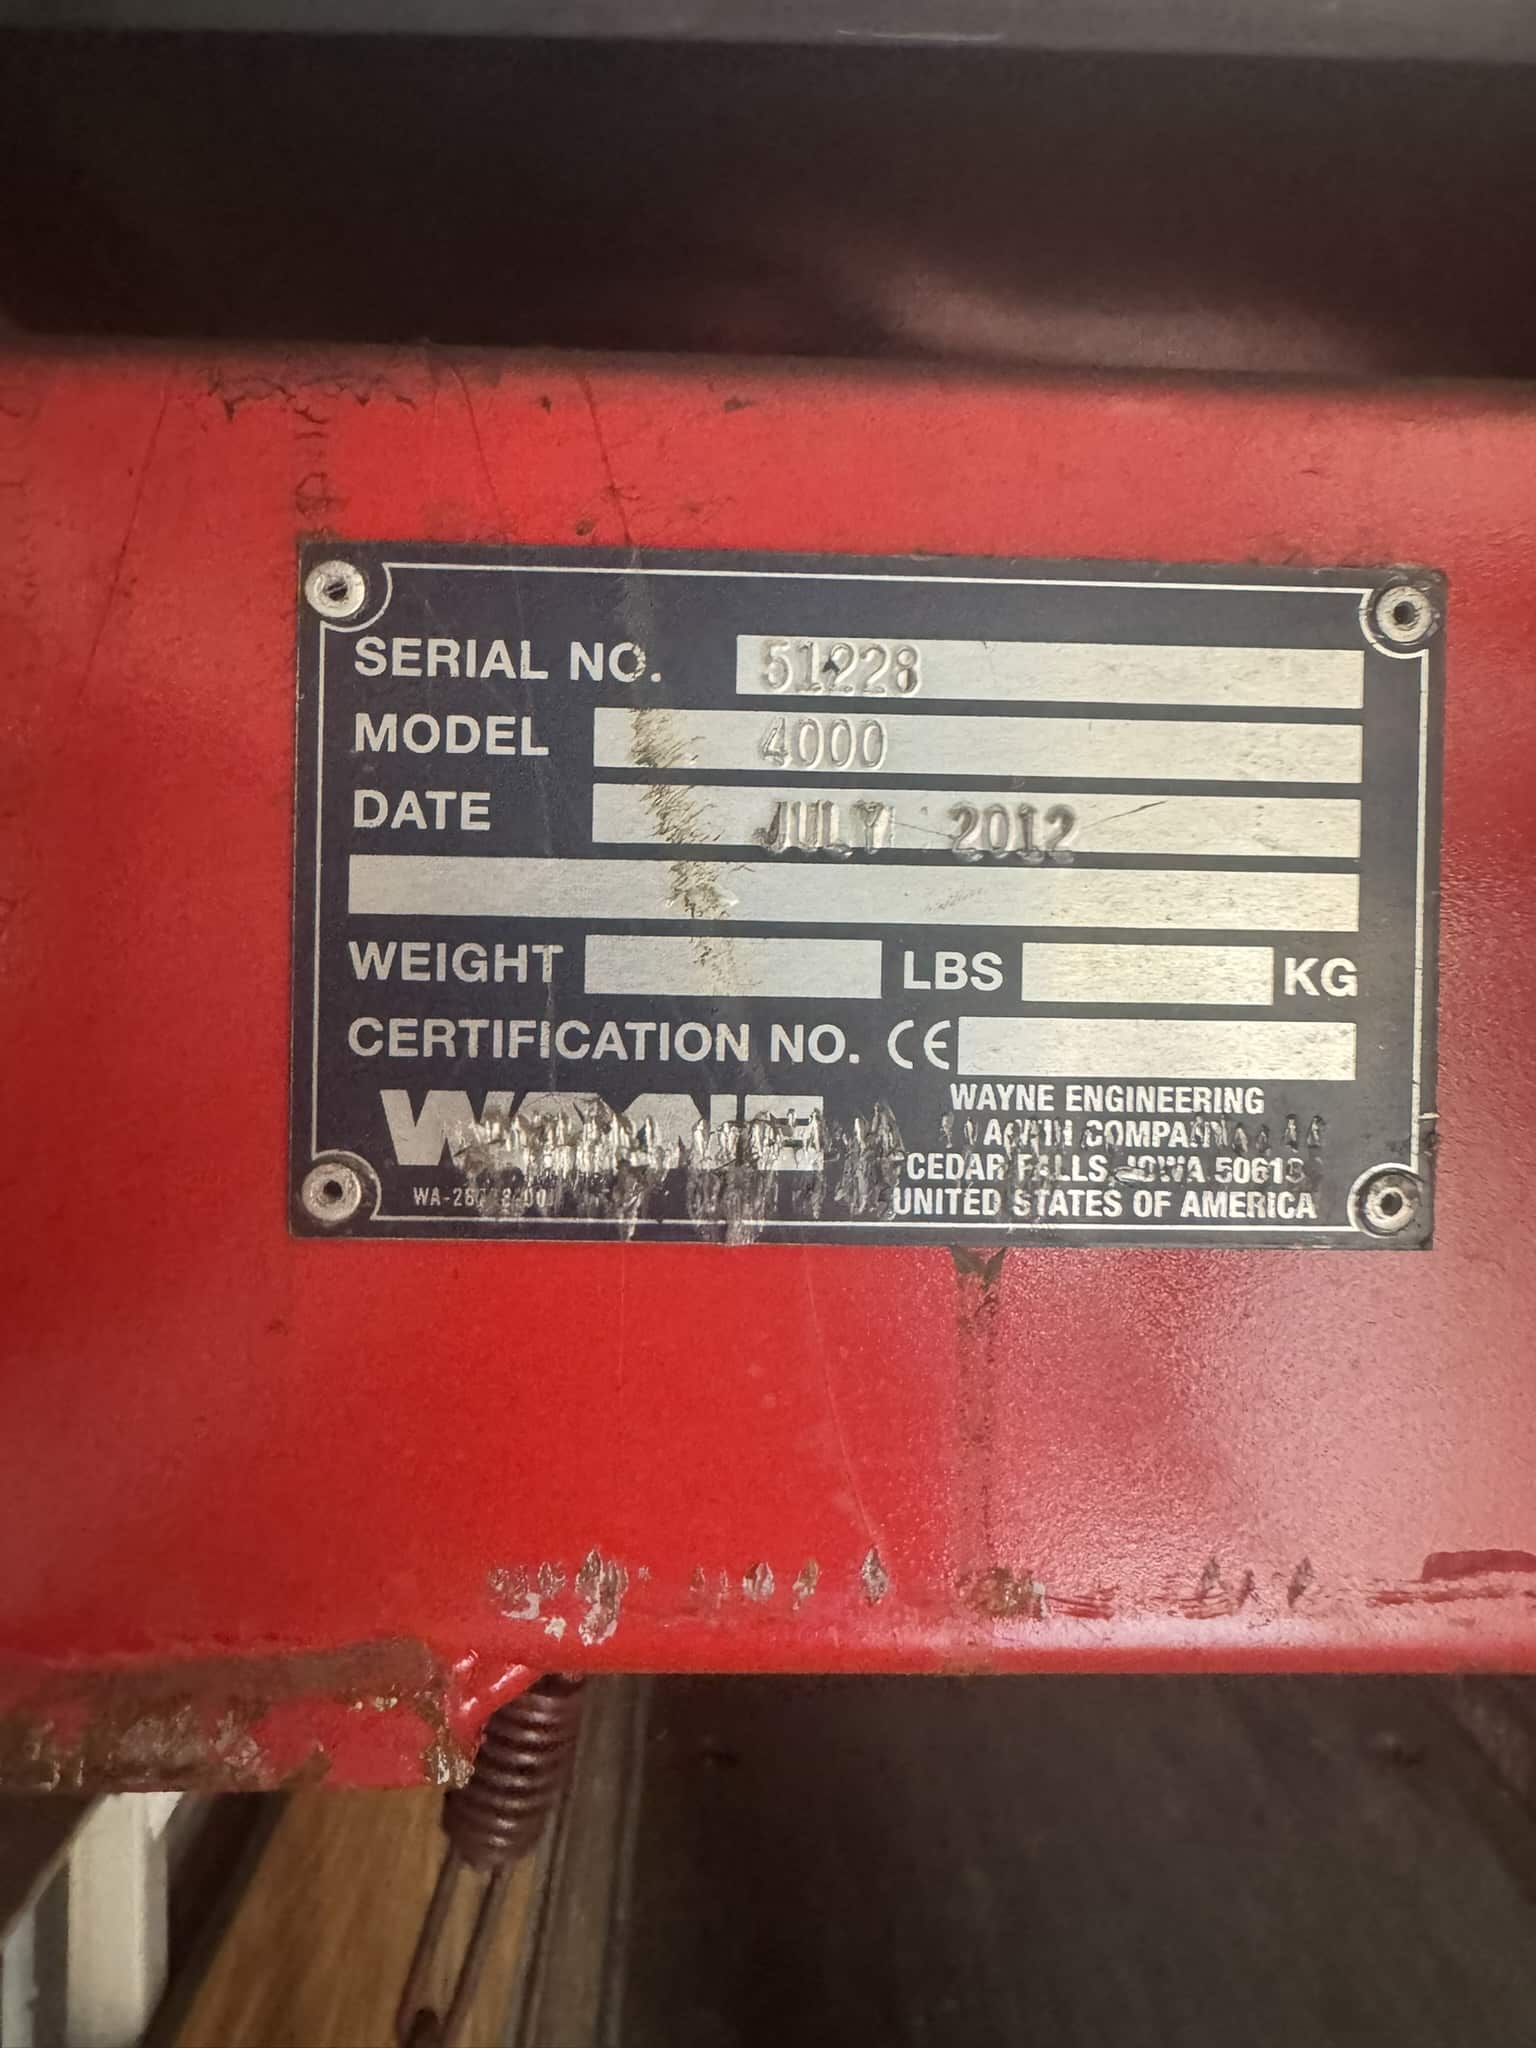 SERIAL NO. 51228
MODEL 4000
DATE JULY 2012
WEIGHT LBS KG
CERTIFICATION NO. CE
WAYNE
WAYNE ENGINEERING
COMPANY
CEDAR FALLS, IOWA 50613
UNITED STATES OF AMERICA